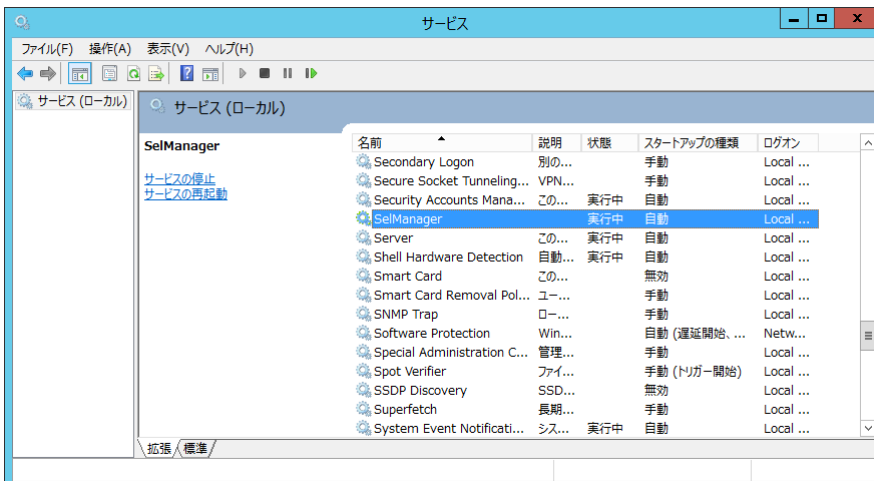 サービス
ファイル(F) 操作(A) 表示(V) ヘルプ(H)
サービス (ローカル)
サービス (ローカル)
SelManager
サービスの停止
サービスの再起動
名前 説明 状態 スタートアップの種類 ログオン
Secondary Logon 別の... 手動 Local ...
Secure Socket Tunneling... VPN... 手動 Local ...
Security Accounts Mana... この... 実行中 自動 Local ...
SelManager 実行中 自動 Local ...
Server この... 実行中 自動 Local ...
Shell Hardware Detection 自動... 実行中 自動 Local ...
Smart Card この... 無効 Local ...
Smart Card Removal Pol... ユー... 手動 Local ...
SNMP Trap ロー... 手動 Local ...
Software Protection Win... 自動 (遅延開始、... Netw...
Special Administration C... 管理... 手動 Local ...
Spot Verifier ファイ... 手動 (トリガー開始) Local ...
SSDP Discovery SSD... 無効 Local ...
Superfetch 長期... 手動 Local ...
System Event Notificati... シス... 実行中 自動 Local ...
拡張 標準